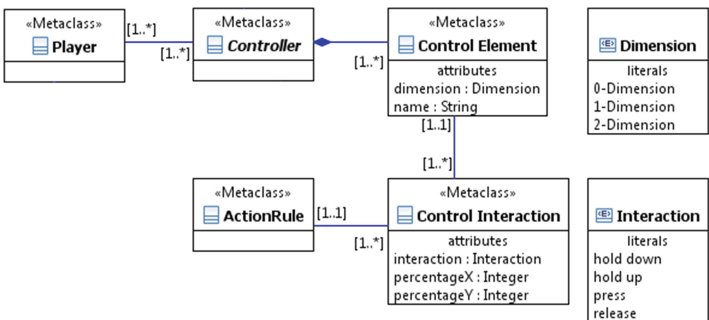 «Metaclass»
Player
[1..*]
[1..*]
«Metaclass»
Controller
«Metaclass»
Control Element
attributes
dimension : Dimension
name : String
[1..*]
[1..1]
[1..*]
Dimension
literals
0-Dimension
1-Dimension
2-Dimension
«Metaclass»
ActionRule
[1..1]
[1..*]
«Metaclass»
Control Interaction
attributes
interaction : Interaction
percentageX : Integer
percentageY : Integer
Interaction
literals
hold down
hold up
press
release